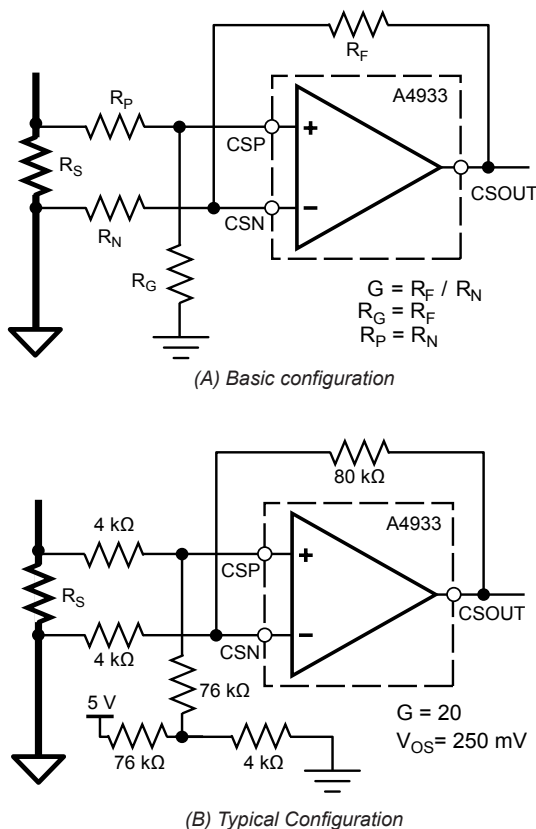 R_F
A4933
R_P
CSP
+
R_S
CSOUT
R_N
CSN
−
R_G
G = R_F / R_N
R_G = R_F
R_P = R_N
(A) Basic configuration
80 kΩ
A4933
4 kΩ
CSP
+
R_S
CSOUT
4 kΩ
CSN
−
76 kΩ
5 V
76 kΩ
4 kΩ
G = 20
V_OS= 250 mV
(B) Typical Configuration